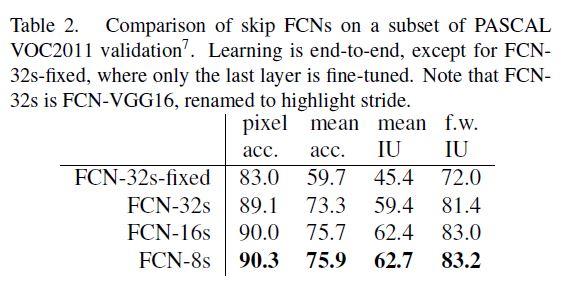 Table 2. Comparison of skip FCNs on a subset of PASCAL
VOC2011 validation⁷. Learning is end-to-end, except for FCN-
32s-fixed, where only the last layer is fine-tuned. Note that FCN-
32s is FCN-VGG16, renamed to highlight stride.
pixel mean mean f.w.
acc. acc. IU IU
FCN-32s-fixed 83.0 59.7 45.4 72.0
FCN-32s 89.1 73.3 59.4 81.4
FCN-16s 90.0 75.7 62.4 83.0
FCN-8s 90.3 75.9 62.7 83.2